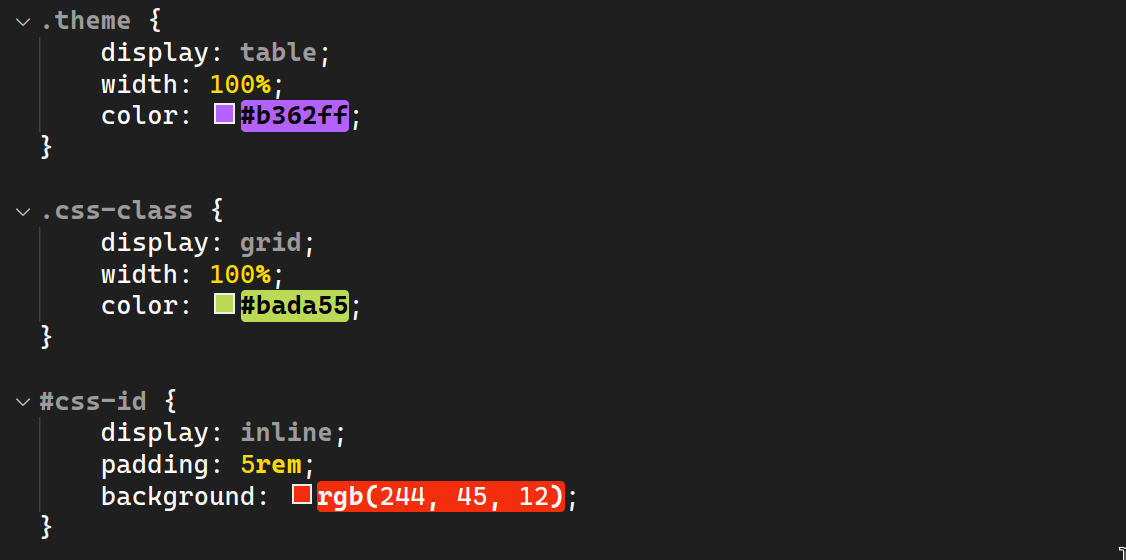 .theme {
    display: table;
    width: 100%;
    color: #b362ff;
}

.css-class {
    display: grid;
    width: 100%;
    color: #bada55;
}

#css-id {
    display: inline;
    padding: 5rem;
    background: rgb(244, 45, 12);
}